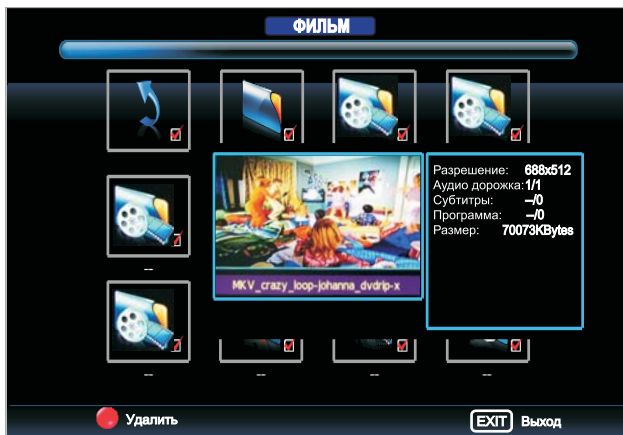 ФИЛЬМ
Разрешение: 688x512
Аудио дорожка:1/1
Субтитры: --/0
Программа: --/0
Размер: 70073KBytes
MKV_crazy_loop-johanna_dvdrip-x
--
-- -- -- --
Удалить
EXIT Выход